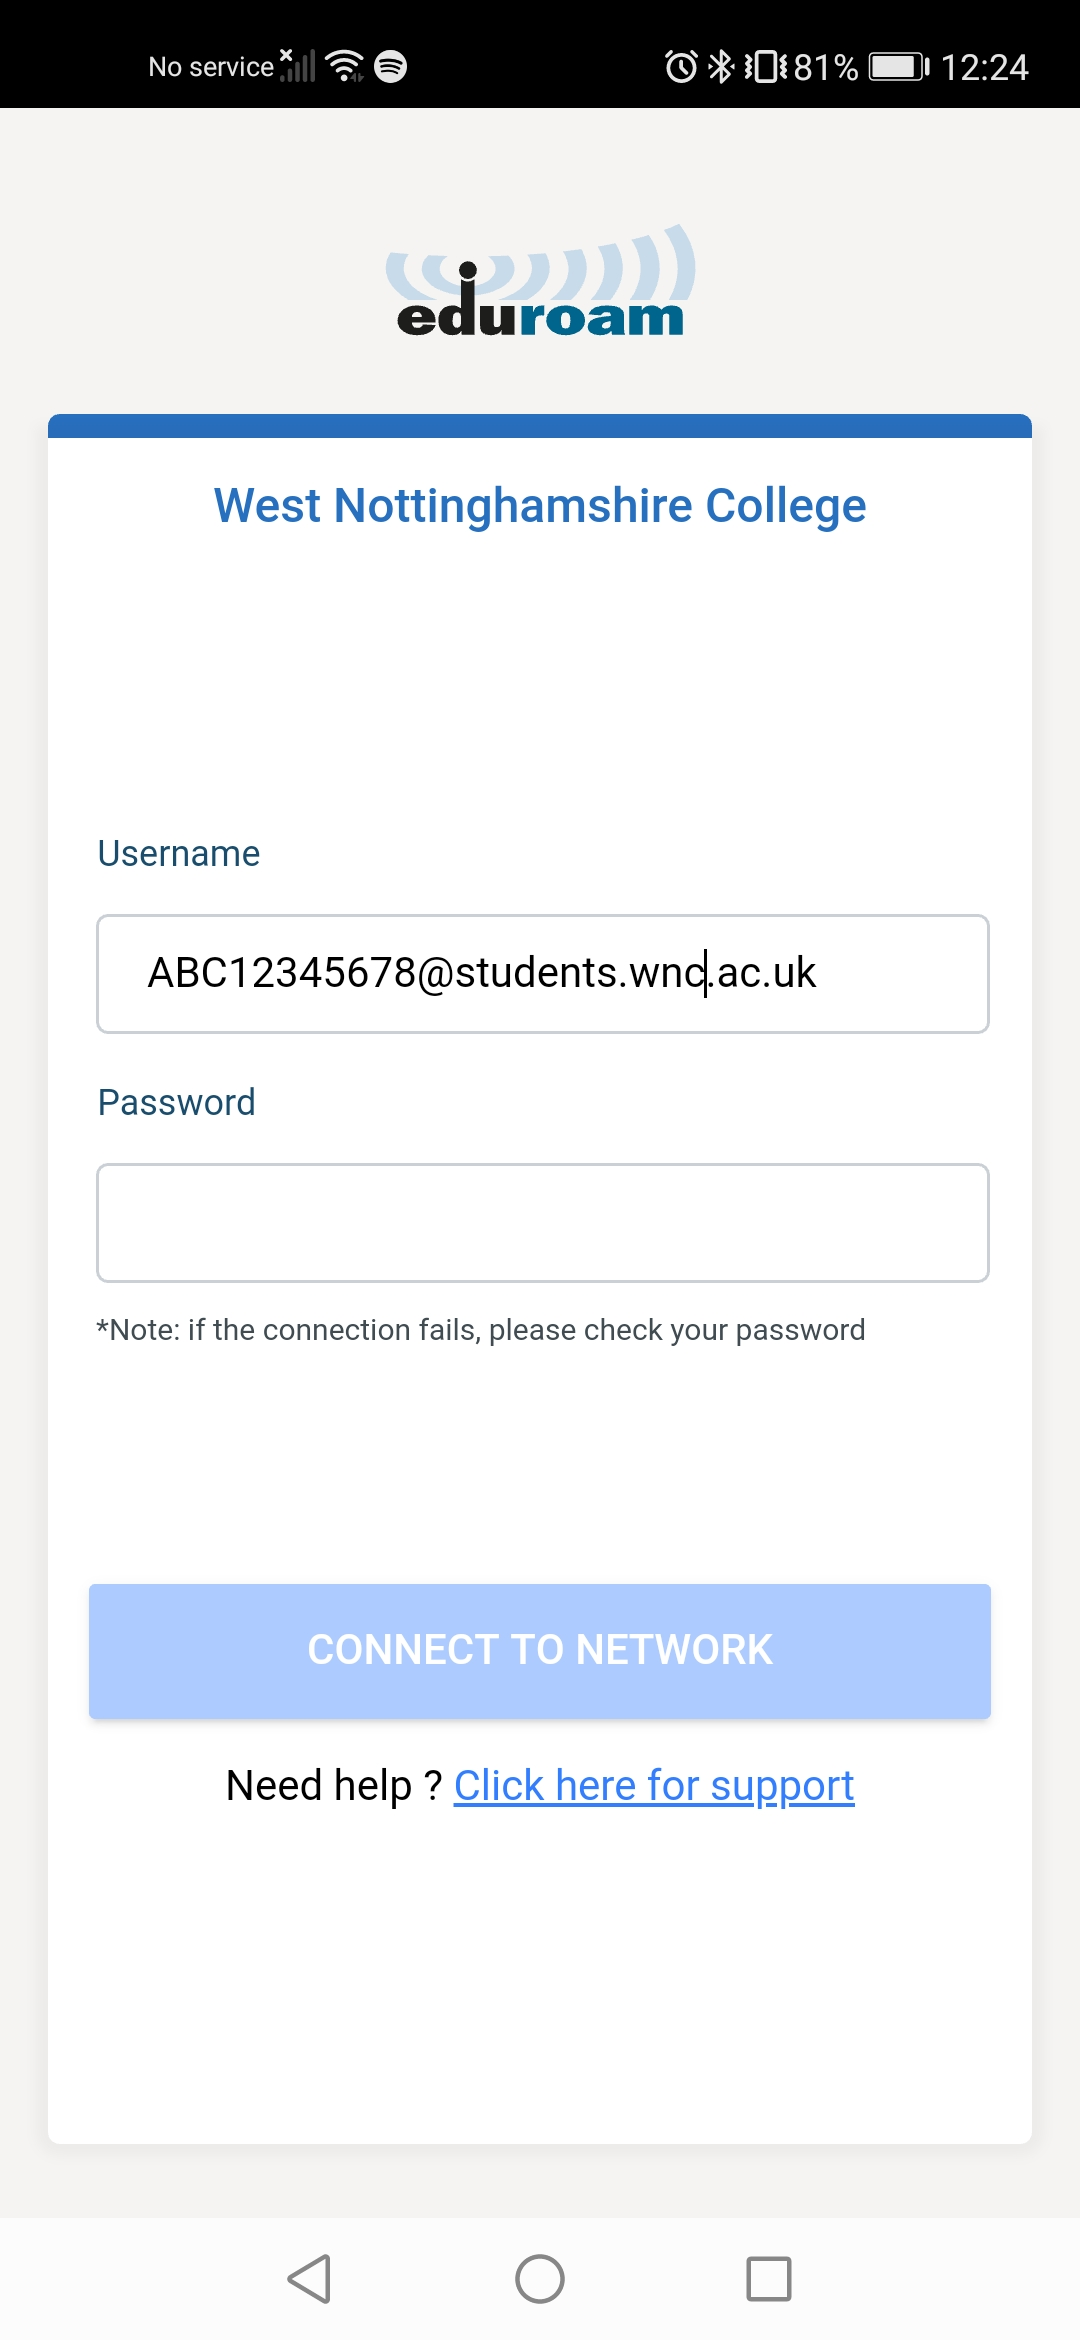 No service 81% 12:24
eduroam
West Nottinghamshire College
Username
ABC12345678@students.wnc.ac.uk
Password
*Note: if the connection fails, please check your password
CONNECT TO NETWORK
Need help ? Click here for support